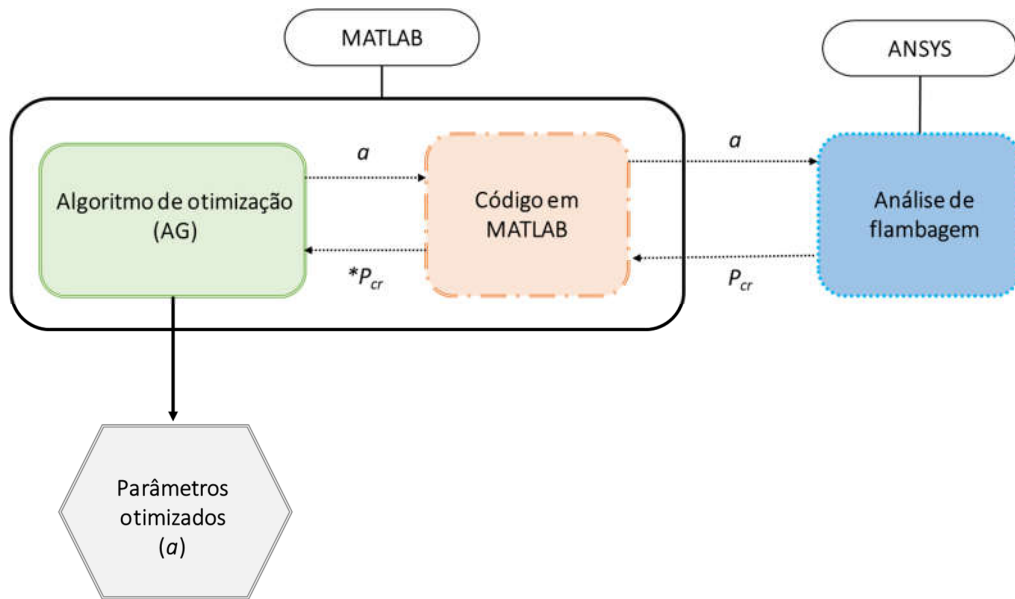 MATLAB
ANSYS
Algoritmo de otimização
(AG)
a
*Pcr
Código em
MATLAB
a
Pcr
Análise de
flambagem
Parâmetros
otimizados
(a)